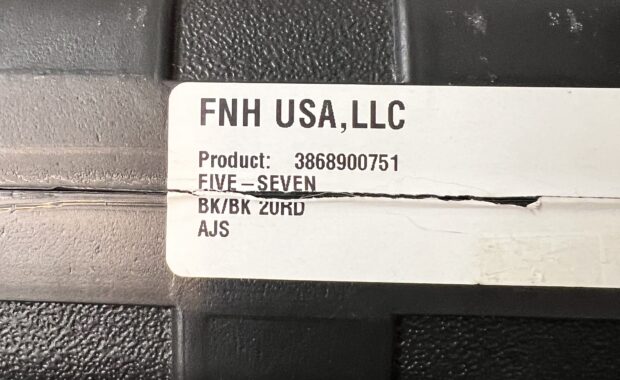 FNH USA,LLC
Product: 3868900751
FIVE-SEVEN
BK/BK 20RD
AJS